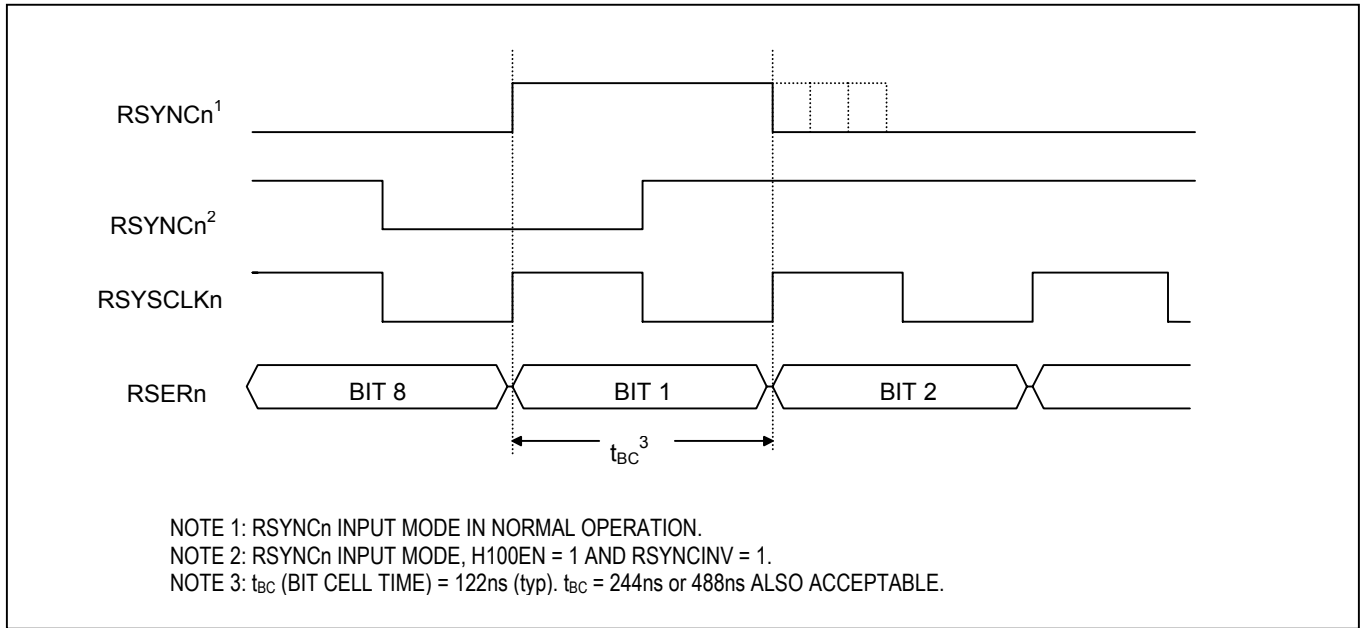 RSYNCn¹
RSYNCn²
RSYSCLKn
RSERn BIT 8 BIT 1 BIT 2
tBC³
NOTE 1: RSYNCn INPUT MODE IN NORMAL OPERATION.
NOTE 2: RSYNCn INPUT MODE, H100EN = 1 AND RSYNCINV = 1.
NOTE 3: tBC (BIT CELL TIME) = 122ns (typ). tBC = 244ns or 488ns ALSO ACCEPTABLE.